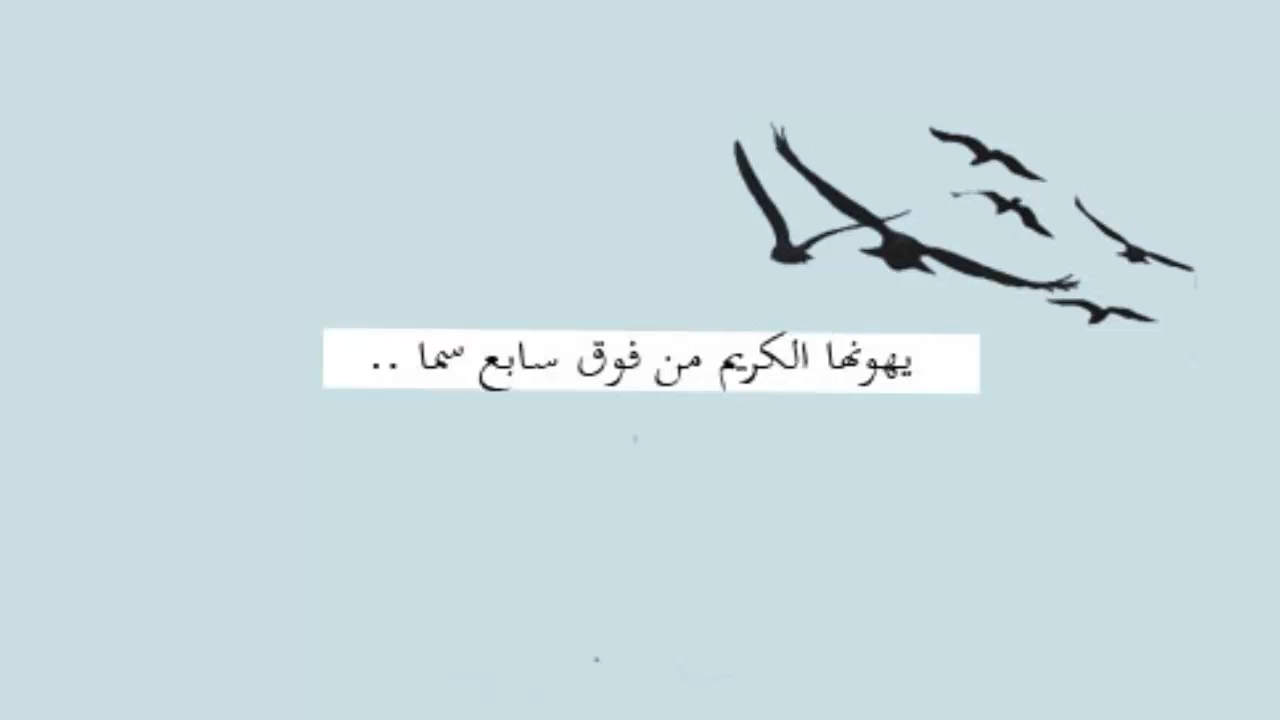 يهونها الكريم من فوق سابع سما ..